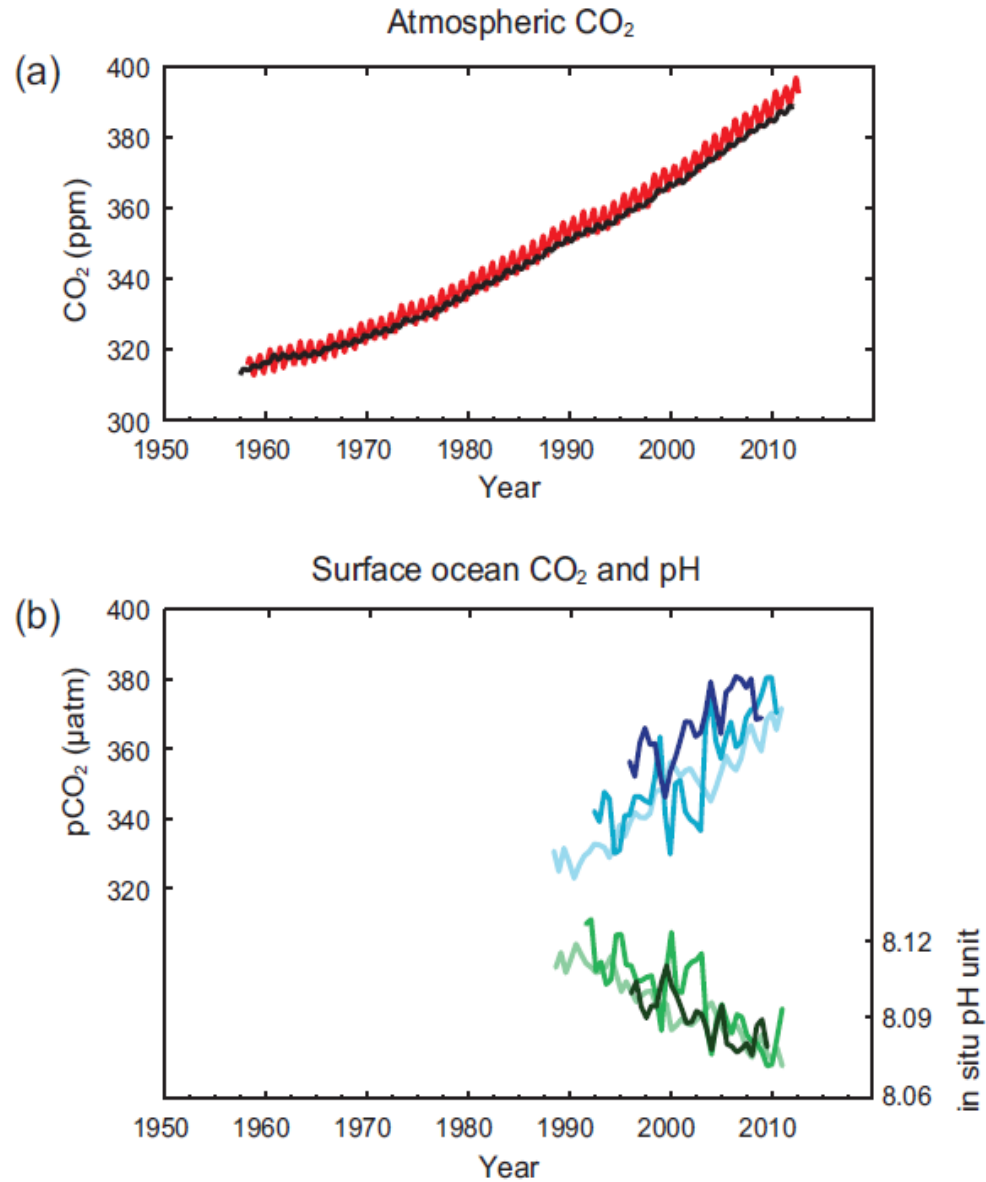 Atmospheric CO₂
(a)
400
380
360
340
320
300
CO₂ (ppm)
1950 1960 1970 1980 1990 2000 2010
Year
Surface ocean CO₂ and pH
(b)
400
380
360
340
320
pCO₂ (µatm)
8.12
8.09
8.06
in situ pH unit
1950 1960 1970 1980 1990 2000 2010
Year